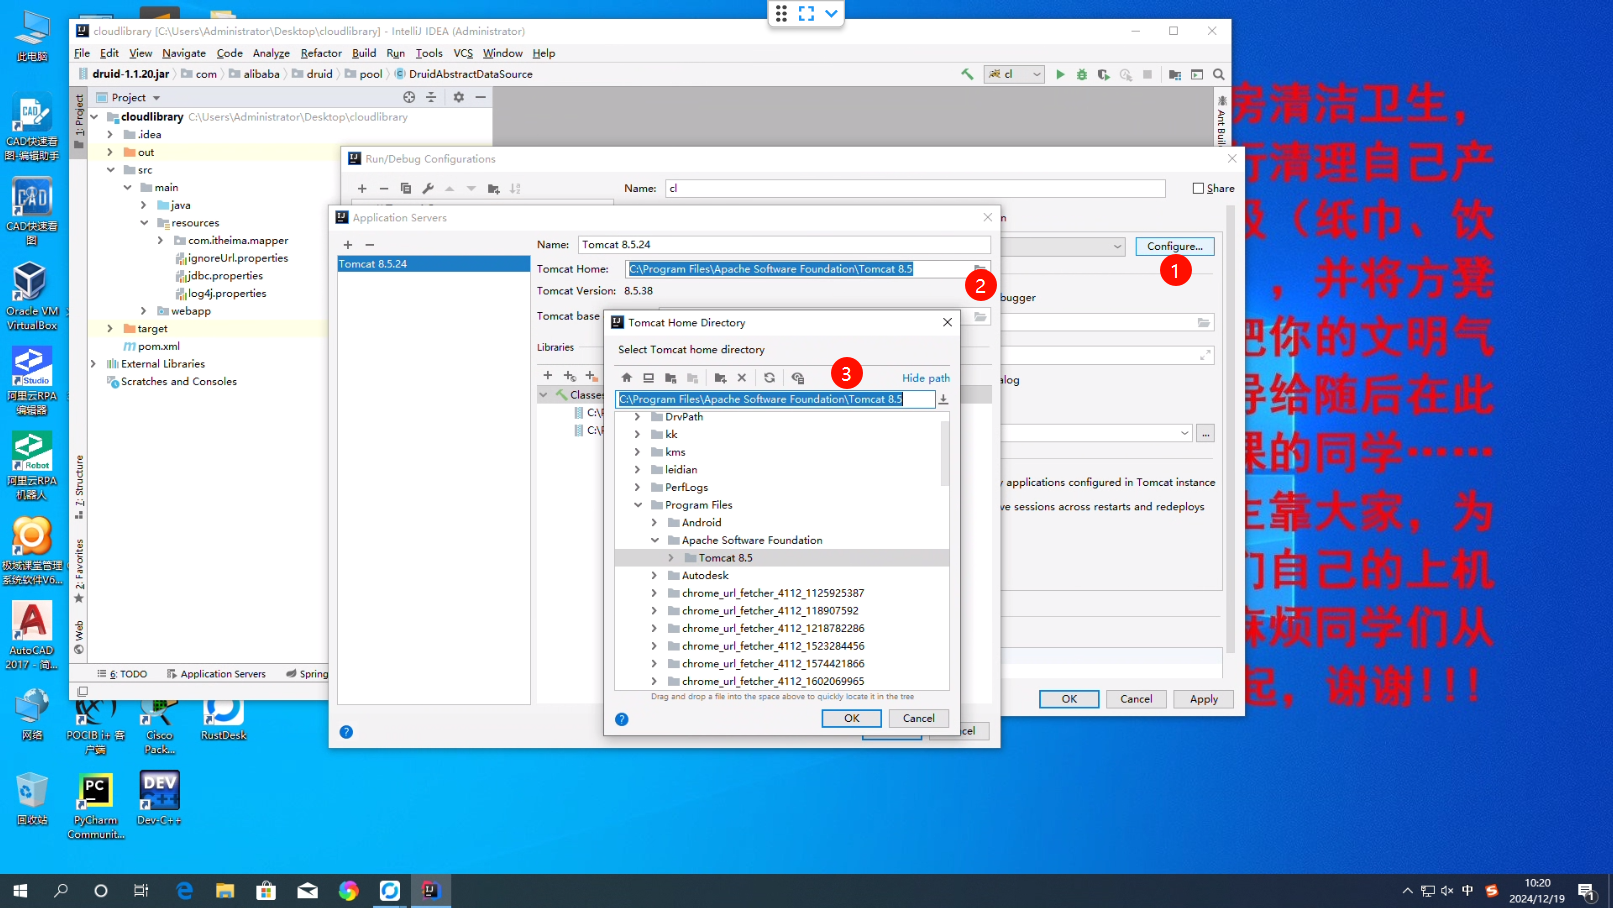 cloudlibrary [C:\Users\Administrator\Desktop\cloudlibrary] - IntelliJ IDEA (Administrator)
File Edit View Navigate Code Analyze Refactor Build Run Tools VCS Window Help
druid-1.1.20.jar com alibaba druid pool DruidAbstractDataSource
cl
1: Project
Project
Ant Build
cloudlibrary C:\Users\Administrator\Desktop\cloudlibrary
.idea
out
src
main
java
resources
com.itheima.mapper
ignoreUrl.properties
jdbc.properties
log4j.properties
webapp
target
pom.xml
External Libraries
Scratches and Consoles
Z: Structure
2: Favorites
Web
6: TODO
Application Servers
Spring
Run/Debug Configurations
Name:
cl
Share
Configure...
1
OK
Cancel
Apply
Application Servers
Tomcat 8.5.24
Name:
Tomcat 8.5.24
Tomcat Home:
C:\Program Files\Apache Software Foundation\Tomcat 8.5
2
Tomcat Version: 8.5.38
Tomcat base
Libraries
Classes
C:\
C:\
Tomcat Home Directory
Select Tomcat home directory
3
Hide path
C:\Program Files\Apache Software Foundation\Tomcat 8.5
DrvPath
kk
kms
leidian
PerfLogs
Program Files
Android
Apache Software Foundation
Tomcat 8.5
Autodesk
chrome_url_fetcher_4112_1125925387
chrome_url_fetcher_4112_118907592
chrome_url_fetcher_4112_1218782286
chrome_url_fetcher_4112_1523284456
chrome_url_fetcher_4112_1574421866
chrome_url_fetcher_4112_1602069965
Drag and drop a file into the space above to quickly locate it in the tree
OK
Cancel
cel
bugger
alog
...
y applications configured in Tomcat instance
ve sessions across restarts and redeploys
房清洁卫生，
行清理自己产
圾（纸巾、饮
，并将方凳
把你的文明气
导给随后在此
课的同学……
生靠大家，为
们自己的上机
麻烦同学们从
起，谢谢!!!
此电脑
CAD快速看
图-编辑助手
CAD快速看
图
Oracle VM
VirtualBox
Studio
阿里云RPA
编辑器
Robot
阿里云RPA
机器人
极域课堂管理
系统软件V6...
AutoCAD
2017 - 简...
网络
POCIB i+ 客
户端
Cisco
Pack...
RustDesk
回收站
PyCharm
Communit...
DEV
Dev-C++
中
10:20
2024/12/19
1